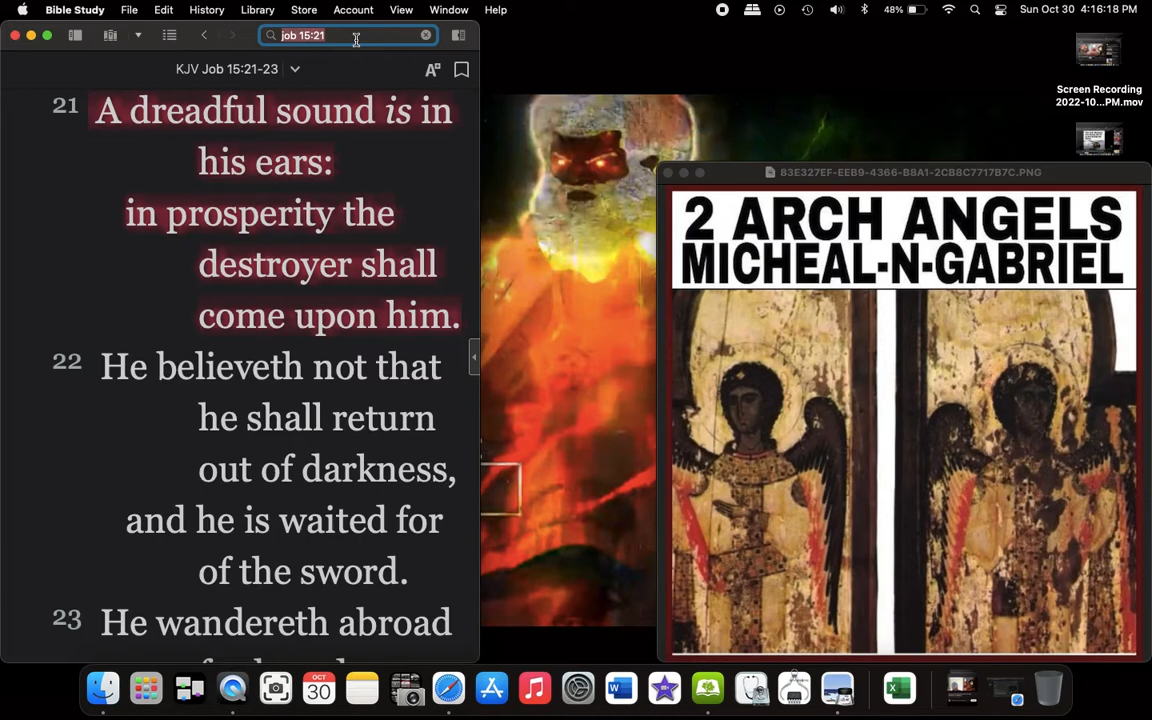 Bible Study File Edit History Library Store Account View Window Help 48% Sun Oct 30 4:16:18 PM
job 15:21
KJV Job 15:21-23
21 A dreadful sound is in
his ears:
in prosperity the
destroyer shall
come upon him.
22 He believeth not that
he shall return
out of darkness,
and he is waited for
of the sword.
23 He wandereth abroad
Screen Recording
2022-10...PM.mov
83E327EF-EEB9-4366-B8A1-2CB8C7717B7C.PNG
2 ARCH ANGELS
MICHEAL-N-GABRIEL
OCT
30